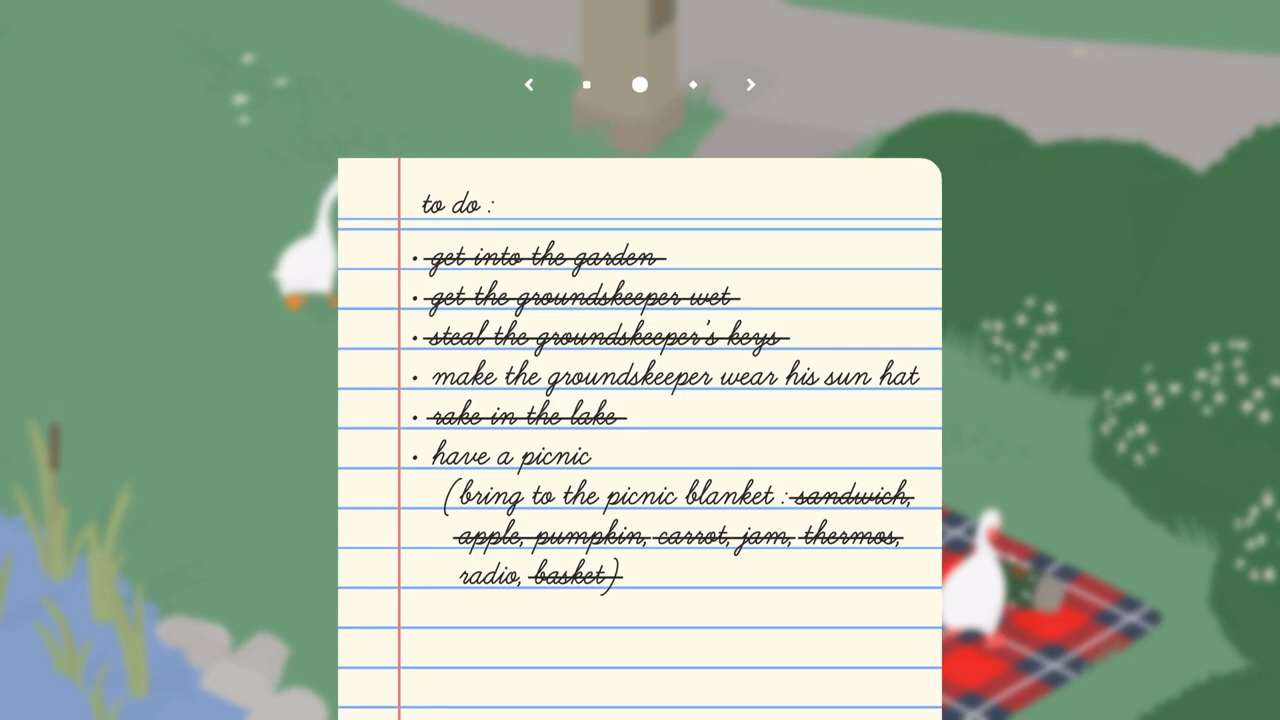 to do :
• get into the garden
• get the groundskeeper wet
• steal the groundskeeper's keys
• make the groundskeeper wear his sun hat
• rake in the lake
• have a picnic
(bring to the picnic blanket : sandwich,
apple, pumpkin, carrot, jam, thermos,
radio, basket)